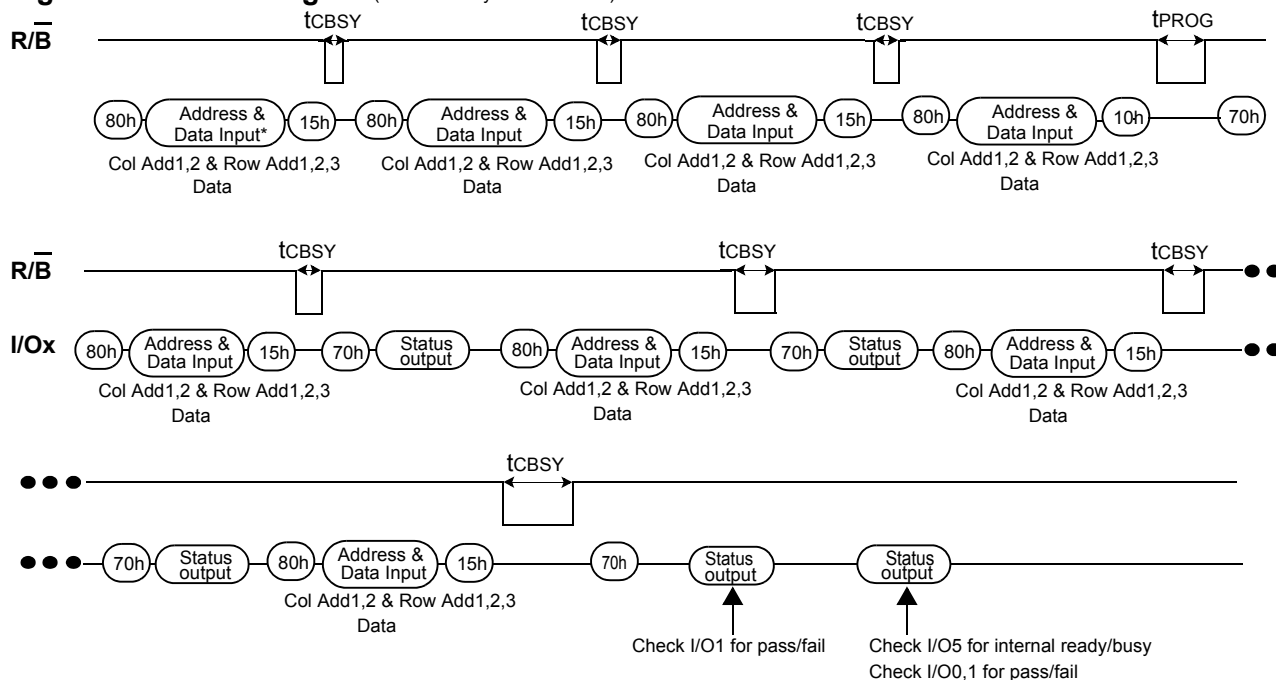 tCBSY tCBSY tCBSY tPROG
R/B
80h Address & Data Input* 15h 80h Address & Data Input 15h 80h Address & Data Input 15h 80h Address & Data Input 10h 70h
Col Add1,2 & Row Add1,2,3 Col Add1,2 & Row Add1,2,3 Col Add1,2 & Row Add1,2,3 Col Add1,2 & Row Add1,2,3
Data Data Data Data
tCBSY tCBSY tCBSY
R/B
I/Ox 80h Address & Data Input 15h 70h Status output 80h Address & Data Input 15h 70h Status output 80h Address & Data Input 15h
Col Add1,2 & Row Add1,2,3 Col Add1,2 & Row Add1,2,3 Col Add1,2 & Row Add1,2,3
Data Data Data
tCBSY
70h Status output 80h Address & Data Input 15h 70h Status output Status output
Col Add1,2 & Row Add1,2,3
Data
Check I/O1 for pass/fail Check I/O5 for internal ready/busy
Check I/O0,1 for pass/fail